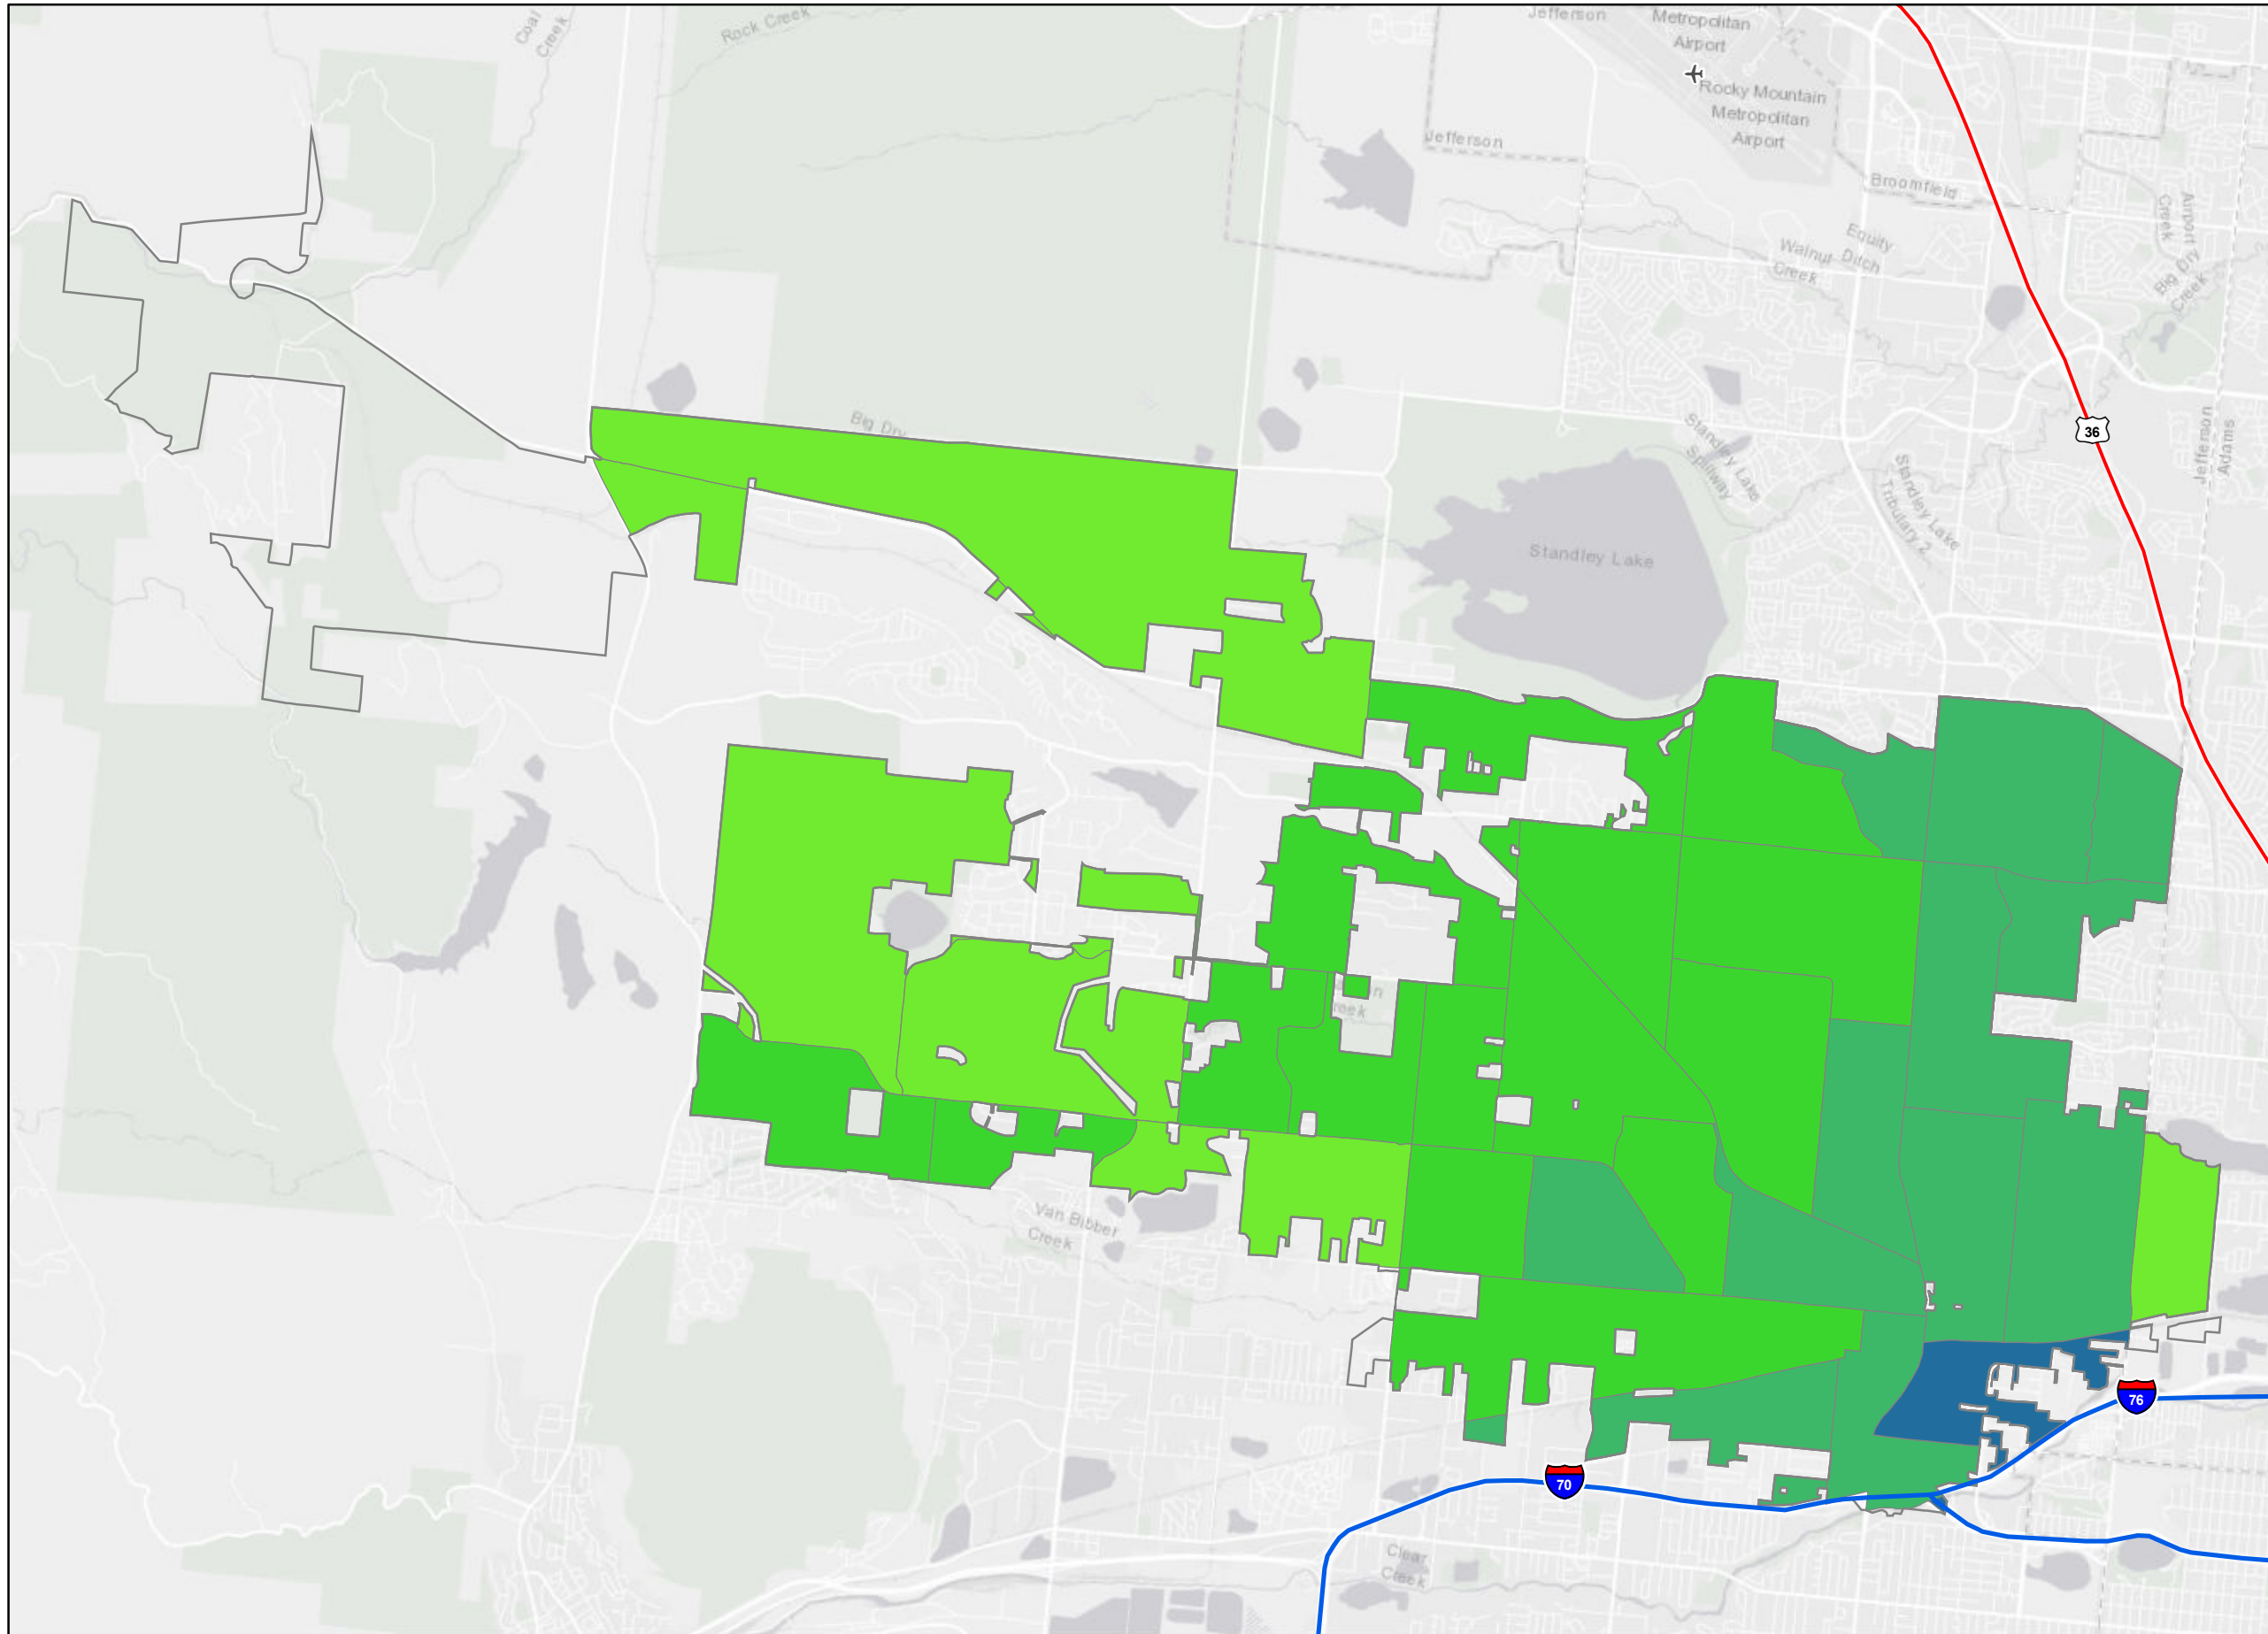 Coal
Creek
Rock Creek
Jefferson
Metropolitan
Airport
Rocky Mountain
Metropolitan
Airport
Jefferson
Broomfield
Airport
Creek
Equity
Ditch
Walnut
Creek
Big Dry
Creek
Big Dry
Standley Lake
Spillway
36
Jefferson
Adams
Standley Lake
Tributary 2
Standley Lake
Van Bibber
Creek
76
70
Clear
Creek